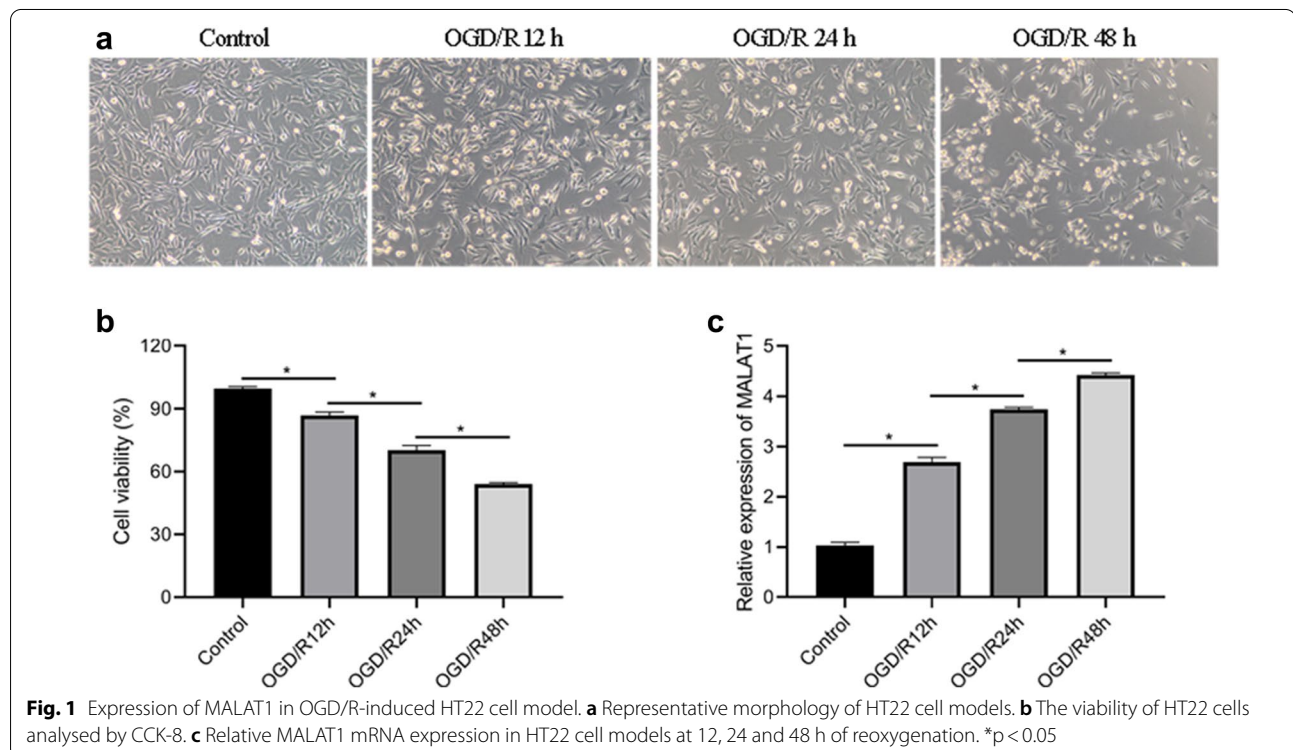 a
Control OGD/R 12 h OGD/R 24 h OGD/R 48 h
b
120
90
60
30
0
Cell viability (%)
*
*
*
Control
OGD/R12h
OGD/R24h
OGD/R48h
c
5
4
3
2
1
0
Relative expression of MALAT1
*
*
*
Control
OGD/R12h
OGD/R24h
OGD/R48h
Fig. 1 Expression of MALAT1 in OGD/R-induced HT22 cell model. a Representative morphology of HT22 cell models. b The viability of HT22 cells
analysed by CCK-8. c Relative MALAT1 mRNA expression in HT22 cell models at 12, 24 and 48 h of reoxygenation. *p < 0.05